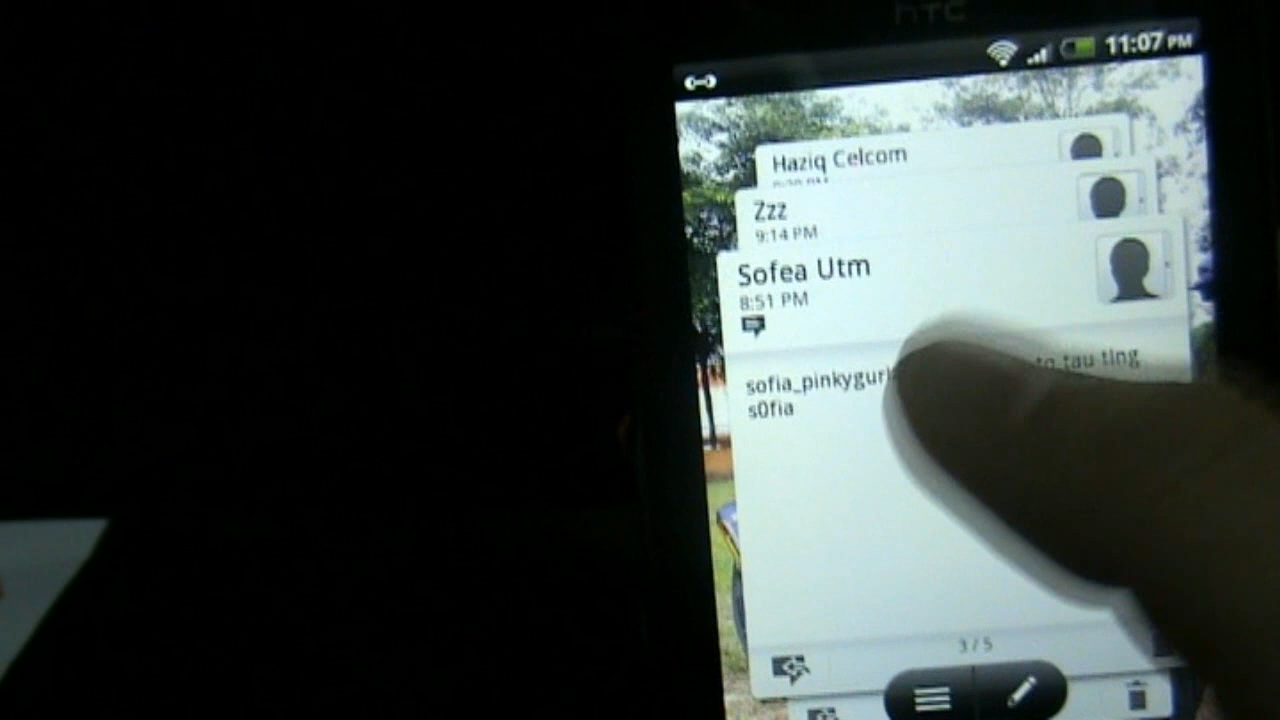 hTC
11:07 PM
Haziq Celcom
Zzz
9:14 PM
Sofea Utm
8:51 PM
sofia_pinkygurl to tau ting
s0fia
3/5